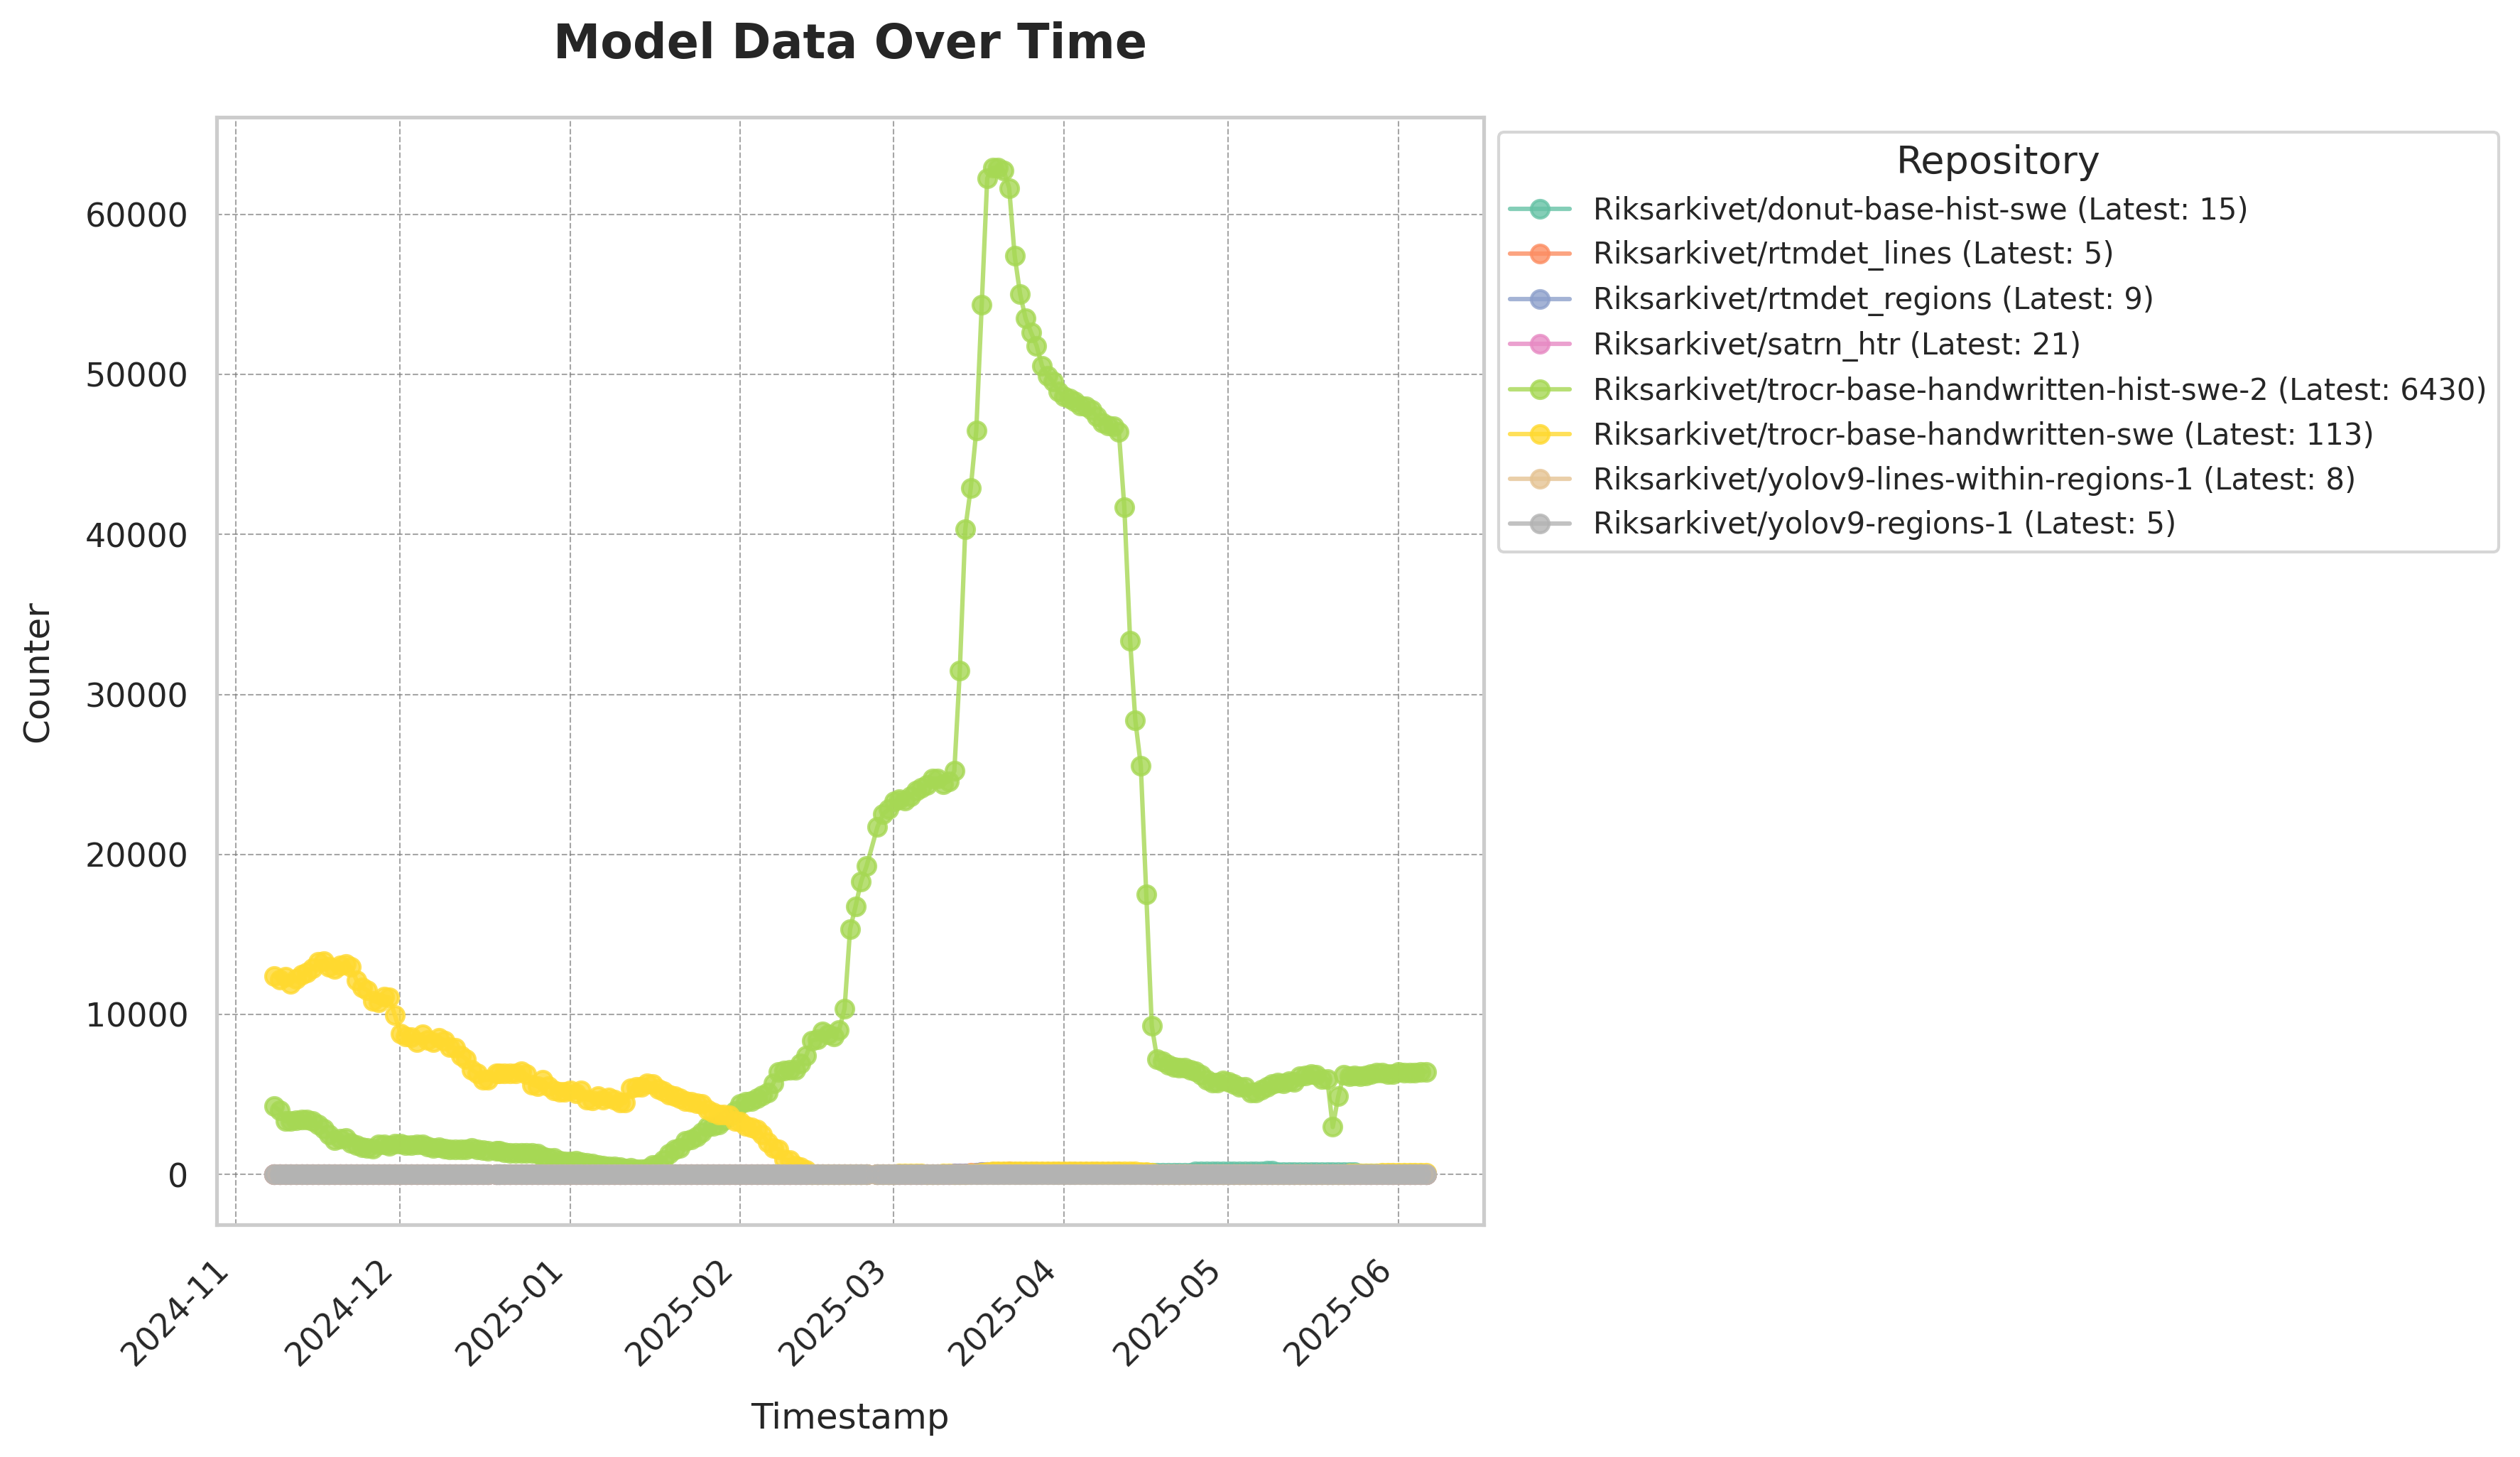 Model Data Over Time
Repository
Riksarkivet/donut-base-hist-swe (Latest: 15)
Riksarkivet/rtmdet_lines (Latest: 5)
Riksarkivet/rtmdet_regions (Latest: 9)
Riksarkivet/satrn_htr (Latest: 21)
Riksarkivet/trocr-base-handwritten-hist-swe-2 (Latest: 6430)
Riksarkivet/trocr-base-handwritten-swe (Latest: 113)
Riksarkivet/yolov9-lines-within-regions-1 (Latest: 8)
Riksarkivet/yolov9-regions-1 (Latest: 5)
Counter
60000
50000
40000
30000
20000
10000
0
2024-11
2024-12
2025-01
2025-02
2025-03
2025-04
2025-05
2025-06
Timestamp